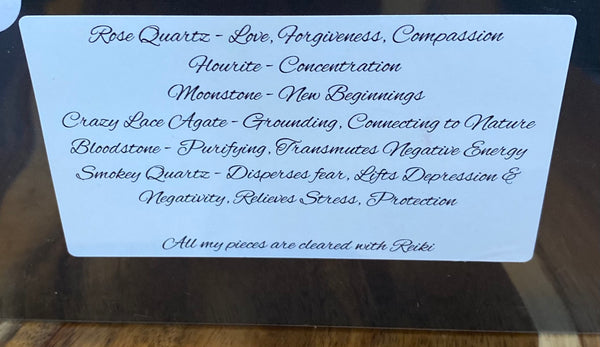 Rose Quartz - Love, Forgiveness, Compassion
Flourite - Concentration
Moonstone - New Beginnings
Crazy Lace Agate - Grounding, Connecting to Nature
Bloodstone - Purifying, Transmutes Negative Energy
Smokey Quartz - Disperses fear, Lifts Depression &
Negativity, Relieves Stress, Protection
All my pieces are cleared with Reiki